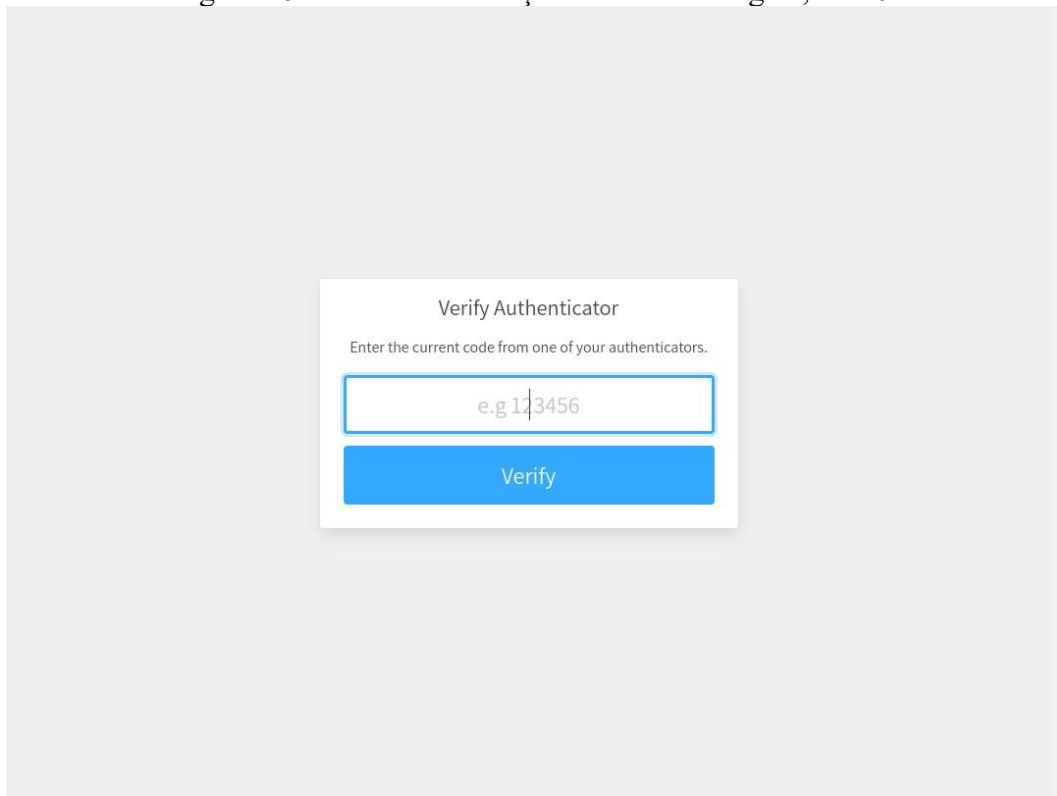 Verify Authenticator
Enter the current code from one of your authenticators.
e.g 123456
Verify